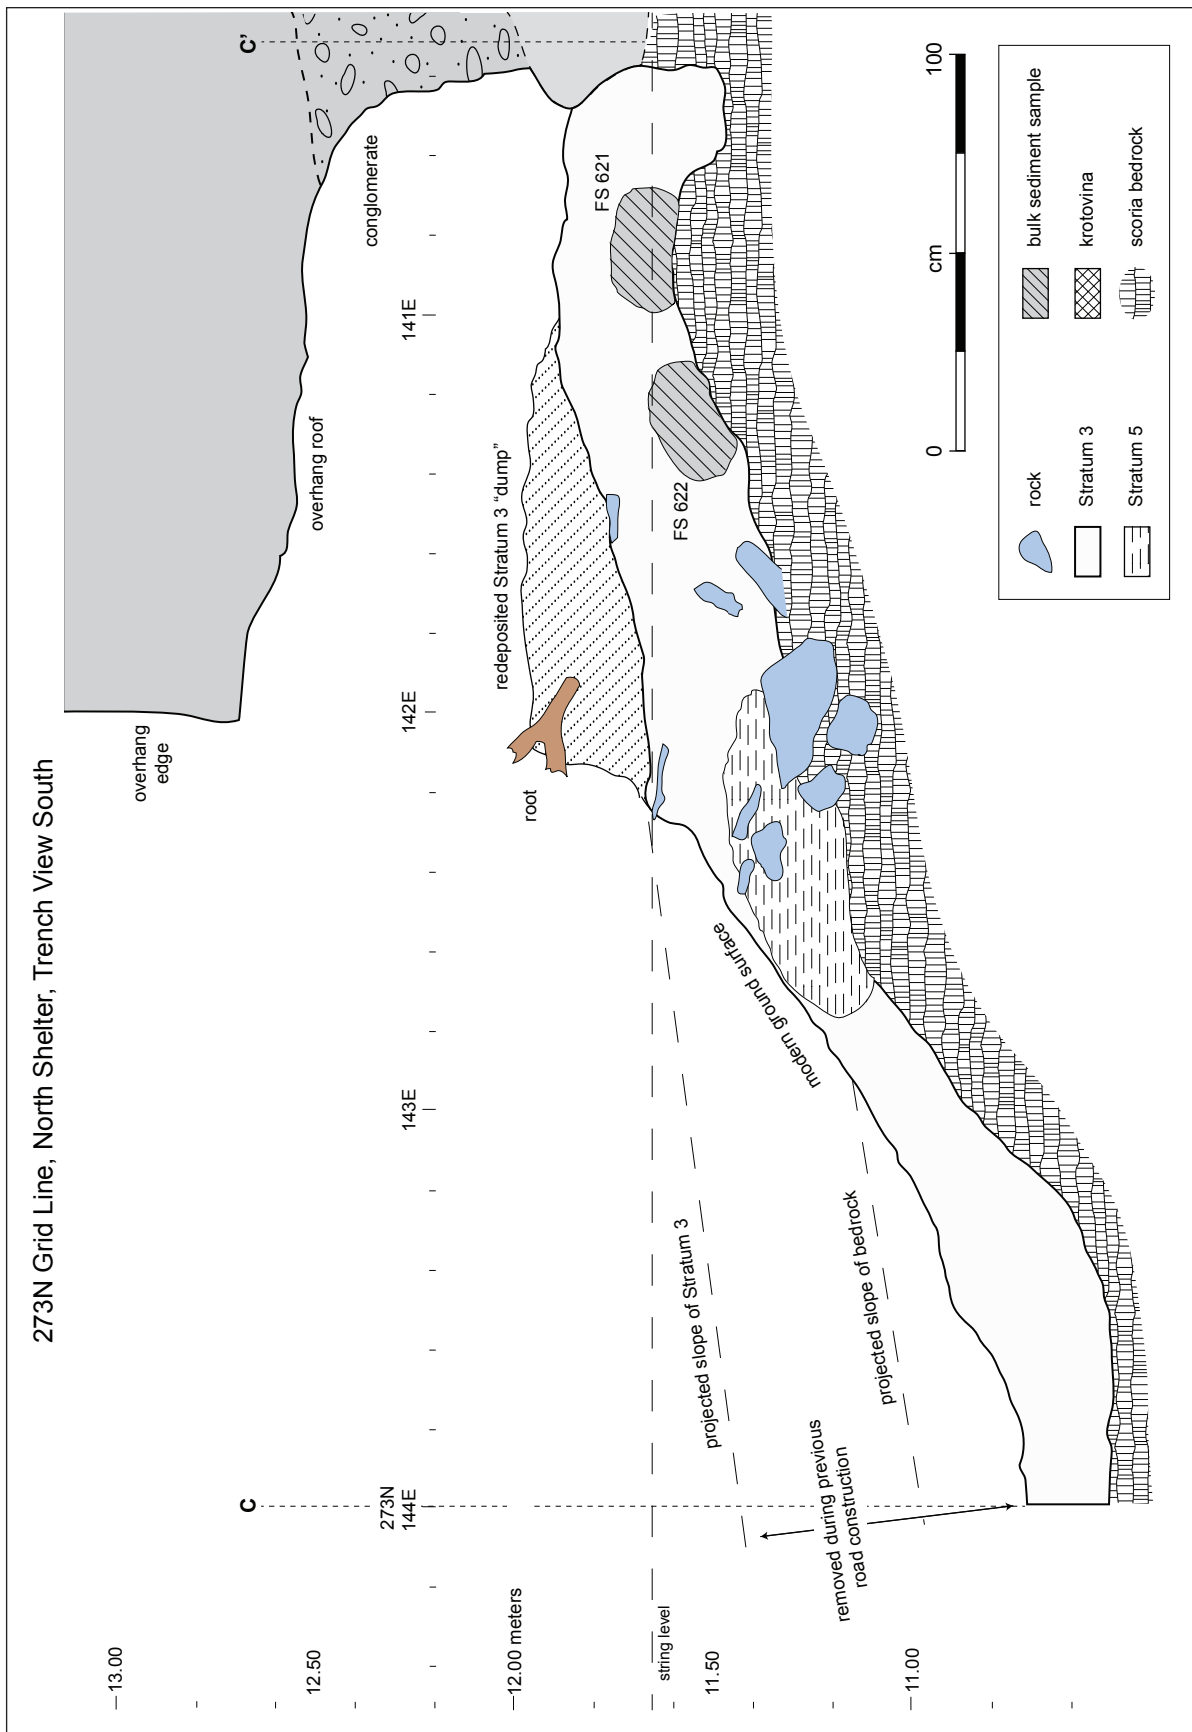 273N Grid Line, North Shelter, Trench View South
13.00
12.50
12.00 meters
string level
11.50
11.00
C
C'
273N
144E
143E
142E
141E
overhang
edge
overhang roof
conglomerate
root
redeposited Stratum 3 “dump”
FS 622
FS 621
modern ground surface
projected slope of Stratum 3
projected slope of bedrock
removed during previous
road construction
0
cm
100
rock
bulk sediment sample
Stratum 3
krotovina
Stratum 5
scoria bedrock